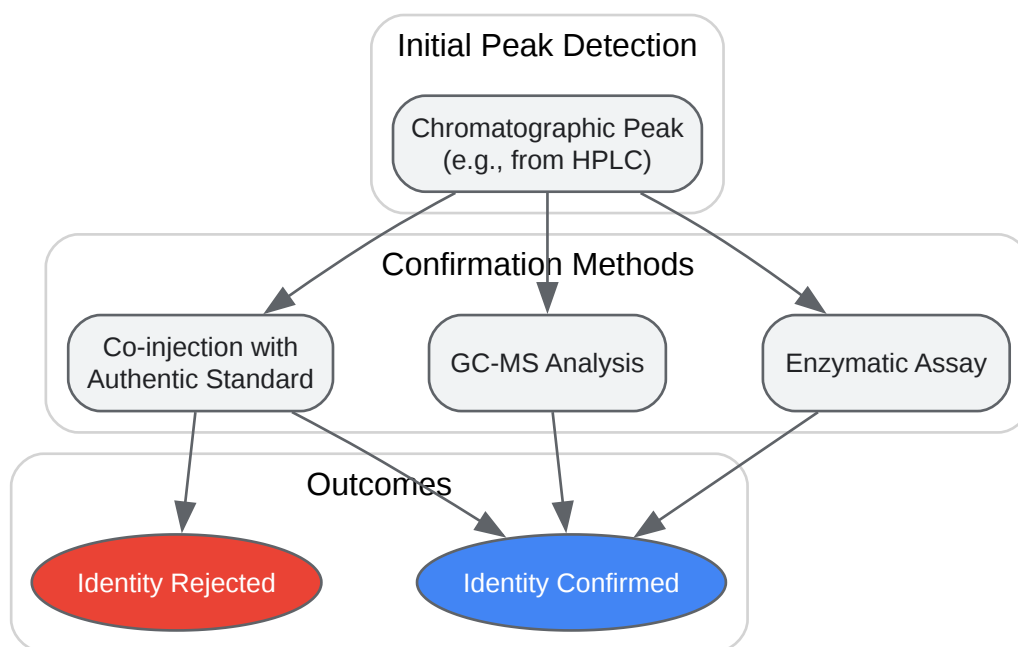 Initial Peak Detection
Chromatographic Peak
(e.g., from HPLC)
Confirmation Methods
Co-injection with
Authentic Standard
GC-MS Analysis
Enzymatic Assay
Outcomes
Identity Rejected
Identity Confirmed